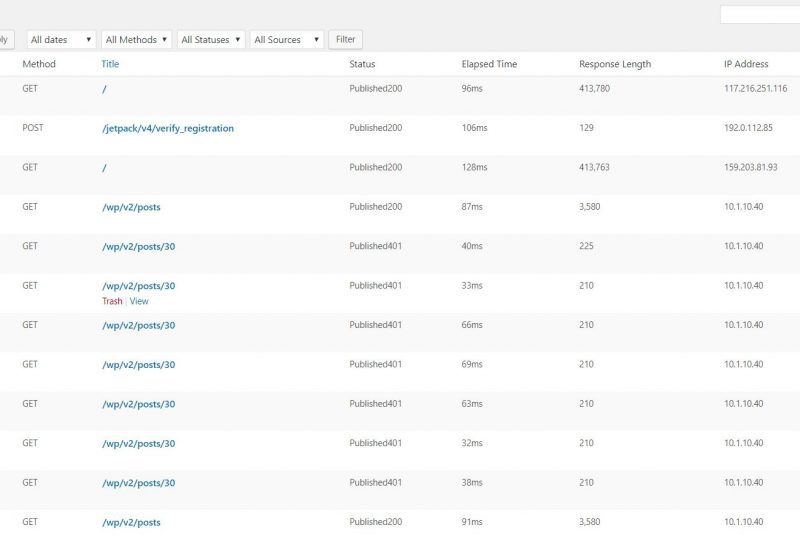 ly All dates All Methods All Statuses All Sources Filter
Method Title Status Elapsed Time Response Length IP Address
GET / Published200 96ms 413,780 117.216.251.116
POST /jetpack/v4/verify_registration Published200 106ms 129 192.0.112.85
GET / Published200 128ms 413,763 159.203.81.93
GET /wp/v2/posts Published200 87ms 3,580 10.1.10.40
GET /wp/v2/posts/30 Published401 40ms 225 10.1.10.40
GET /wp/v2/posts/30 Published401 33ms 210 10.1.10.40
Trash | View
GET /wp/v2/posts/30 Published401 66ms 210 10.1.10.40
GET /wp/v2/posts/30 Published401 69ms 210 10.1.10.40
GET /wp/v2/posts/30 Published401 63ms 210 10.1.10.40
GET /wp/v2/posts/30 Published401 32ms 210 10.1.10.40
GET /wp/v2/posts/30 Published401 38ms 210 10.1.10.40
GET /wp/v2/posts Published200 91ms 3,580 10.1.10.40